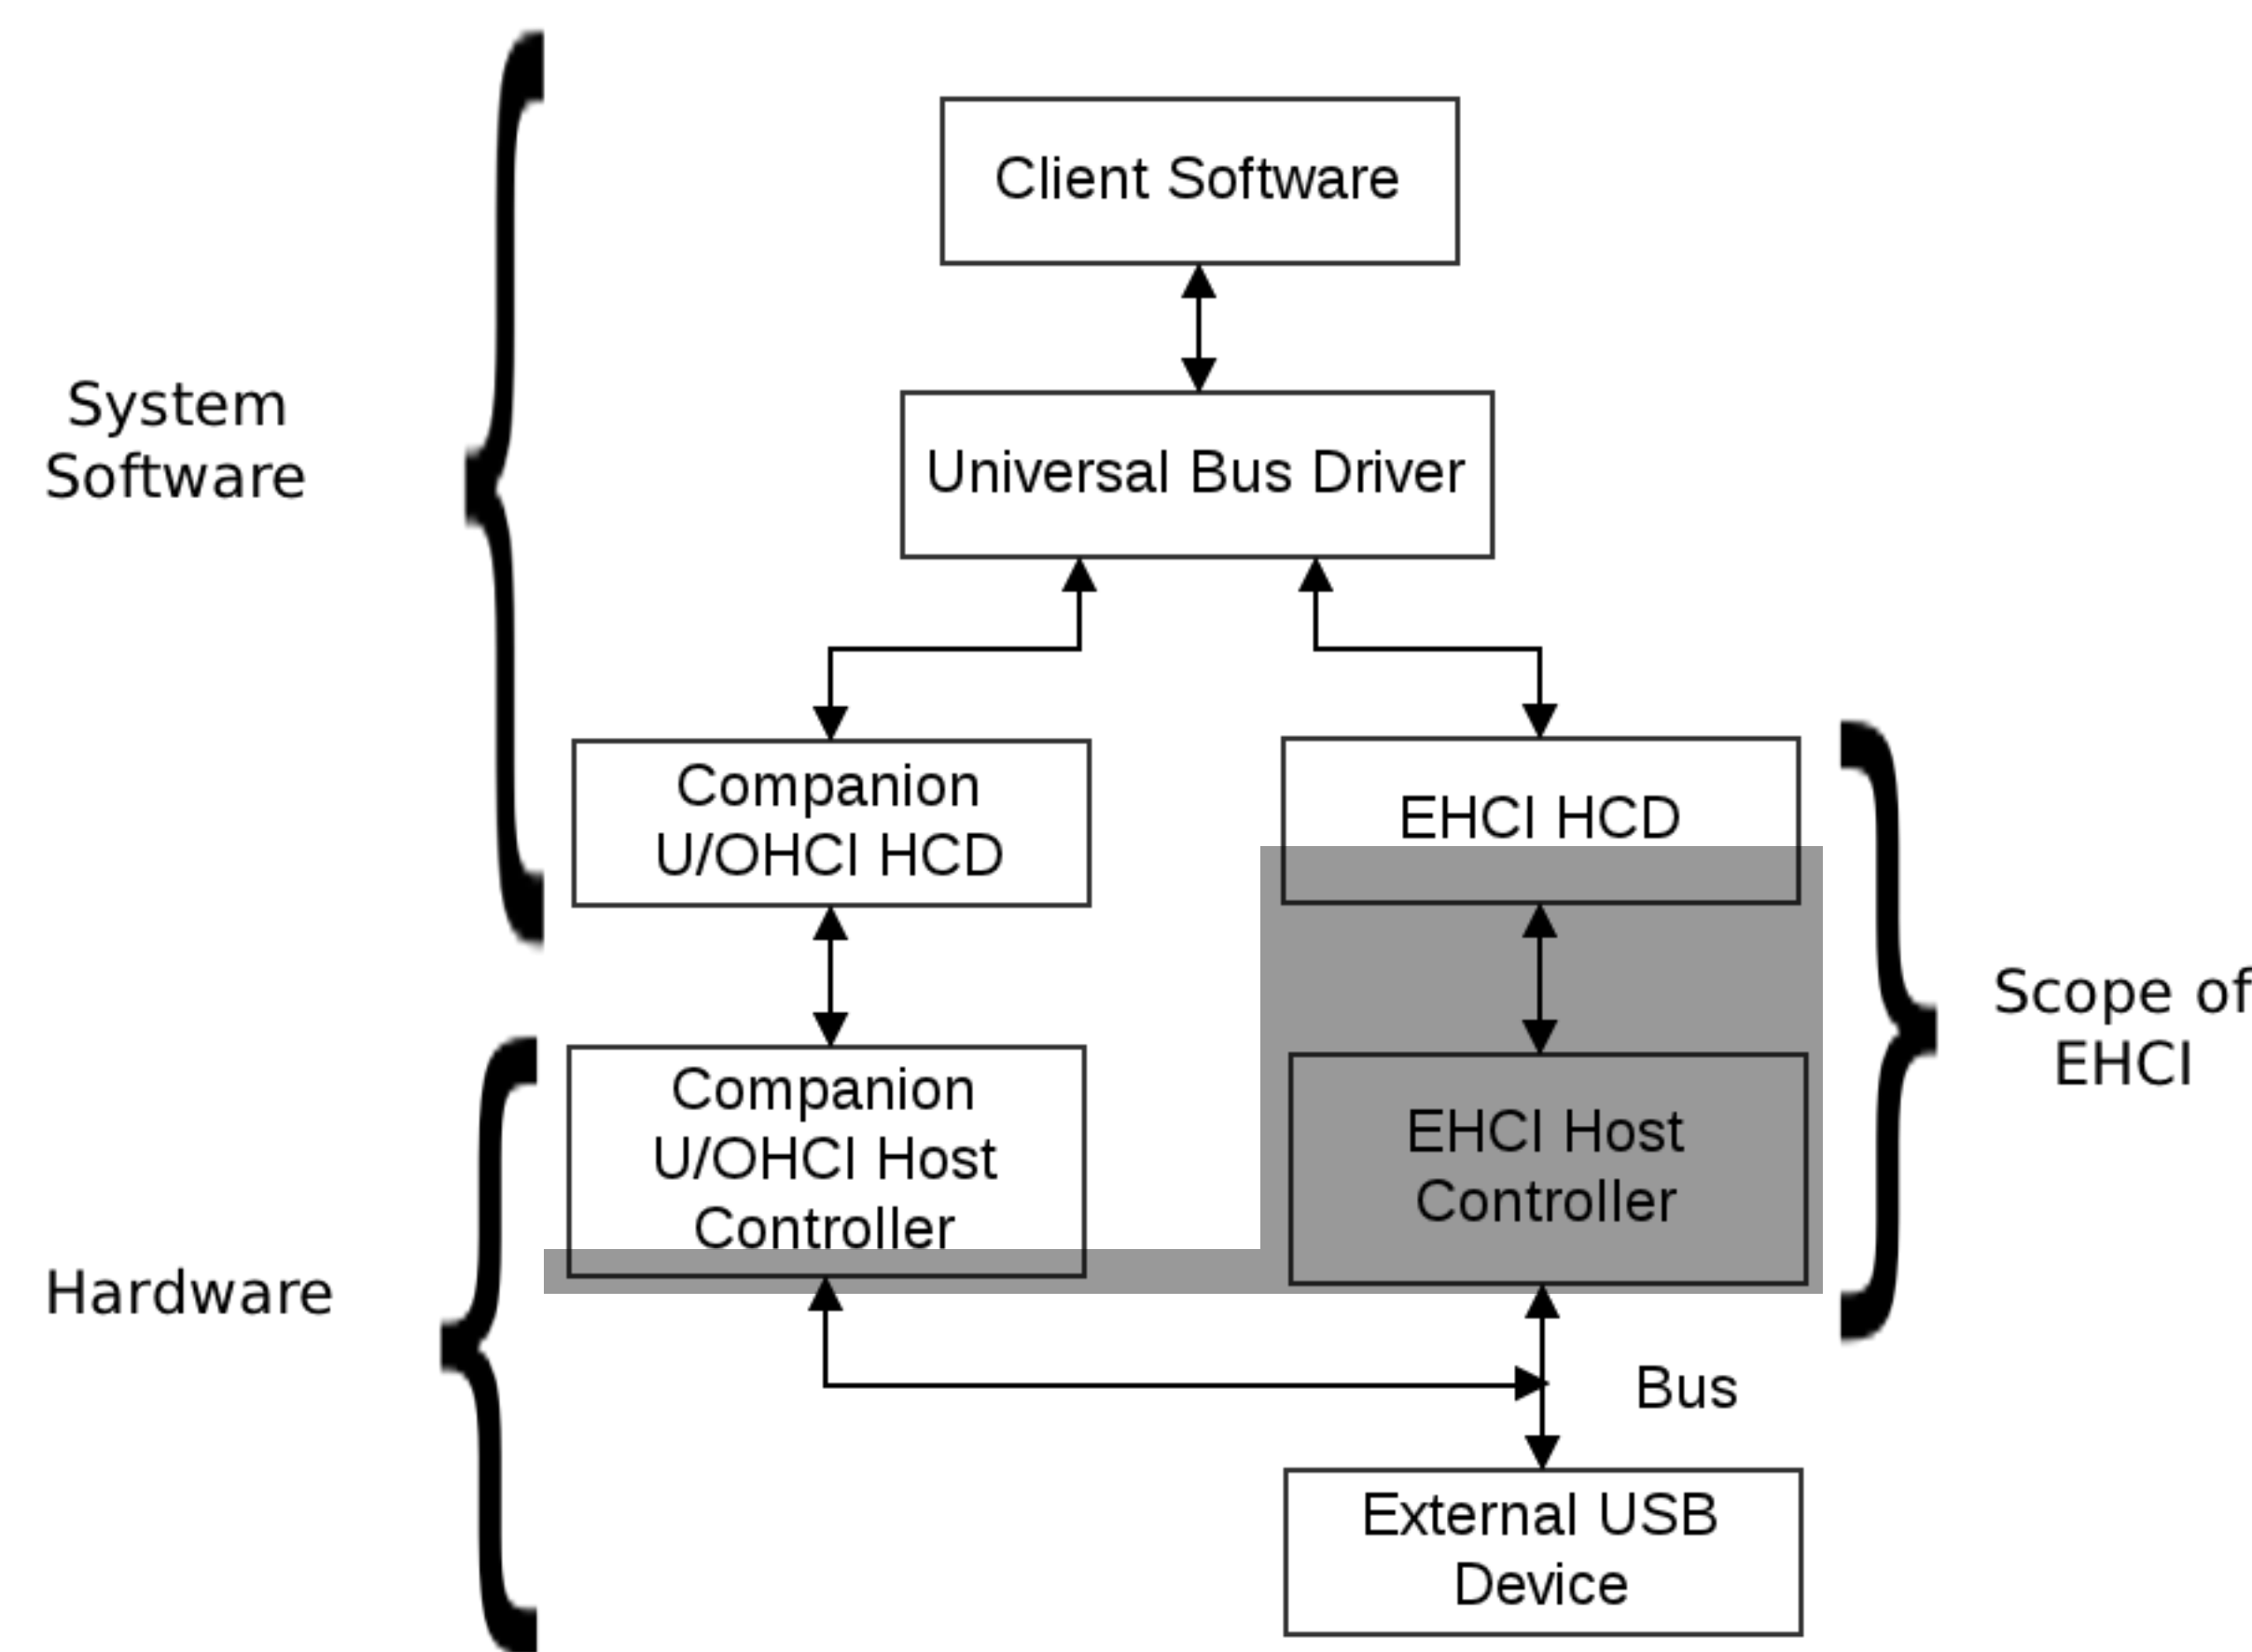 Client Software
Universal Bus Driver
System
Software
Companion
U/OHCI HCD
EHCI HCD
Scope of
EHCI
Companion
U/OHCI Host
Controller
EHCI Host
Controller
Hardware
Bus
External USB
Device